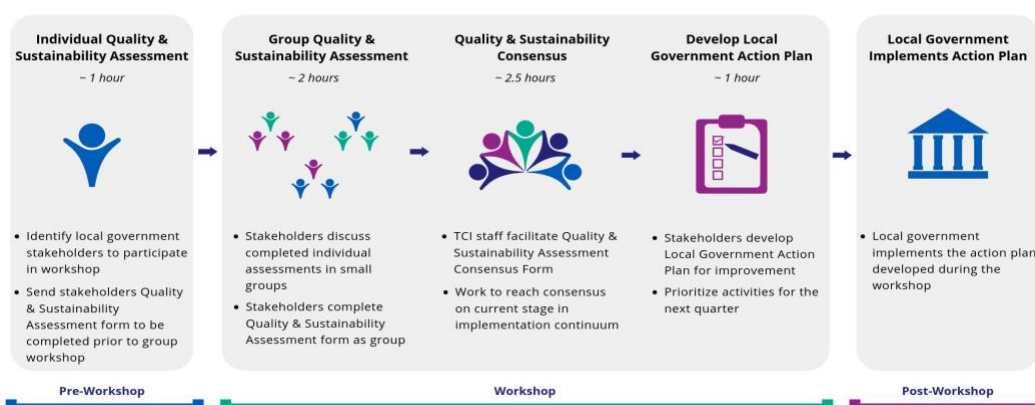 Individual Quality &
Sustainability Assessment
~ 1 hour
• Identify local government
stakeholders to participate
in workshop
• Send stakeholders Quality
& Sustainability
Assessment form to be
completed prior to group
workshop
Group Quality &
Sustainability Assessment
~ 2 hours
• Stakeholders discuss
completed individual
assessments in small
groups
• Stakeholders complete
Quality & Sustainability
Assessment form as group
Quality & Sustainability
Consensus
~ 2.5 hours
• TCI staff facilitate Quality &
Sustainability Assessment
Consensus Form
• Work to reach consensus
on current stage in
implementation continuum
Develop Local
Government Action Plan
~ 1 hour
• Stakeholders develop
Local Government Action
Plan for improvement
• Prioritize activities for the
next quarter
Local Government
Implements Action Plan
• Local government
implements the action plan
developed during the
workshop
Pre-Workshop
Workshop
Post-Workshop